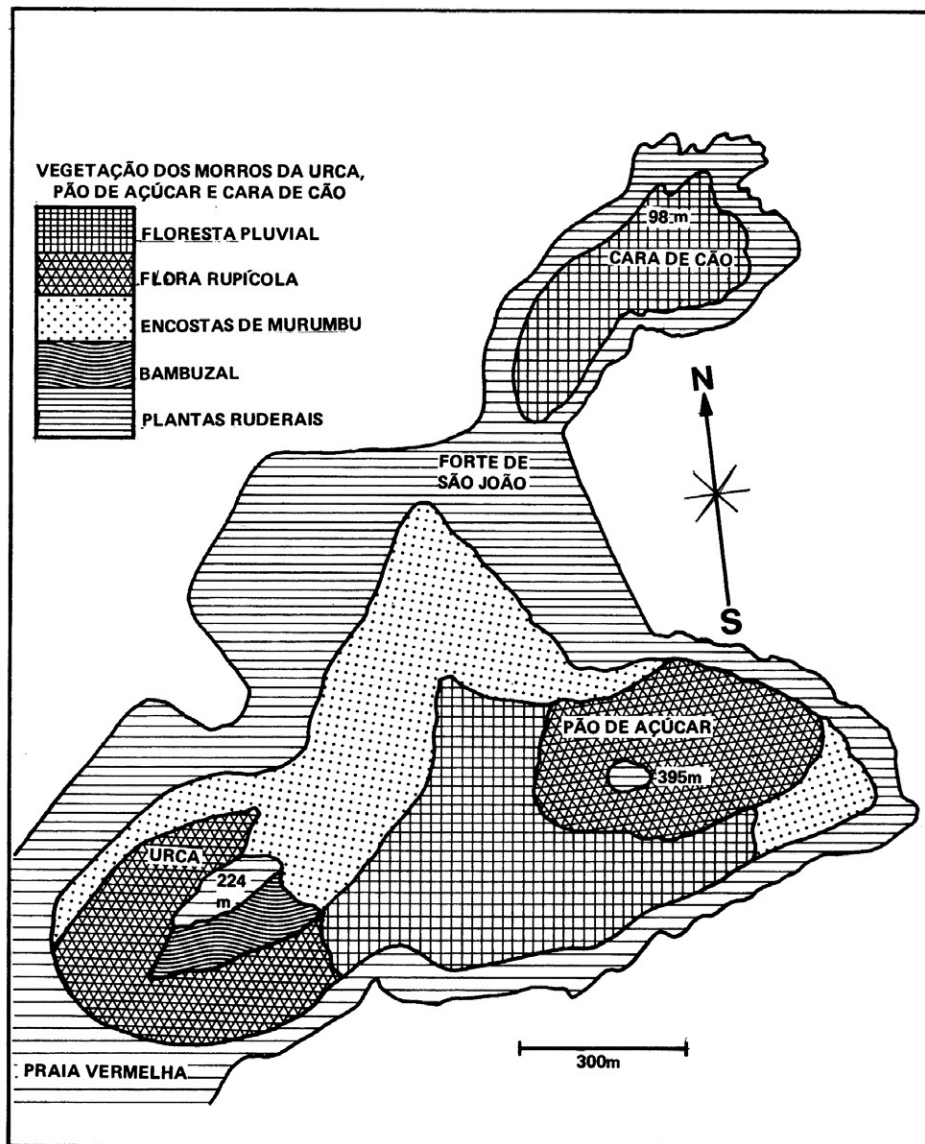 VEGETAÇÃO DOS MORROS DA URCA,
PÃO DE AÇÚCAR E CARA DE CÃO
FLORESTA PLUVIAL
FLORA RUPÍCOLA
ENCOSTAS DE MURUMBU
BAMBUZAL
PLANTAS RUDERAIS
98 m
CARA DE CÃO
N
FORTE DE
SÃO JOÃO
S
PÃO DE AÇÚCAR
395m
URCA
224
m
300m
PRAIA VERMELHA